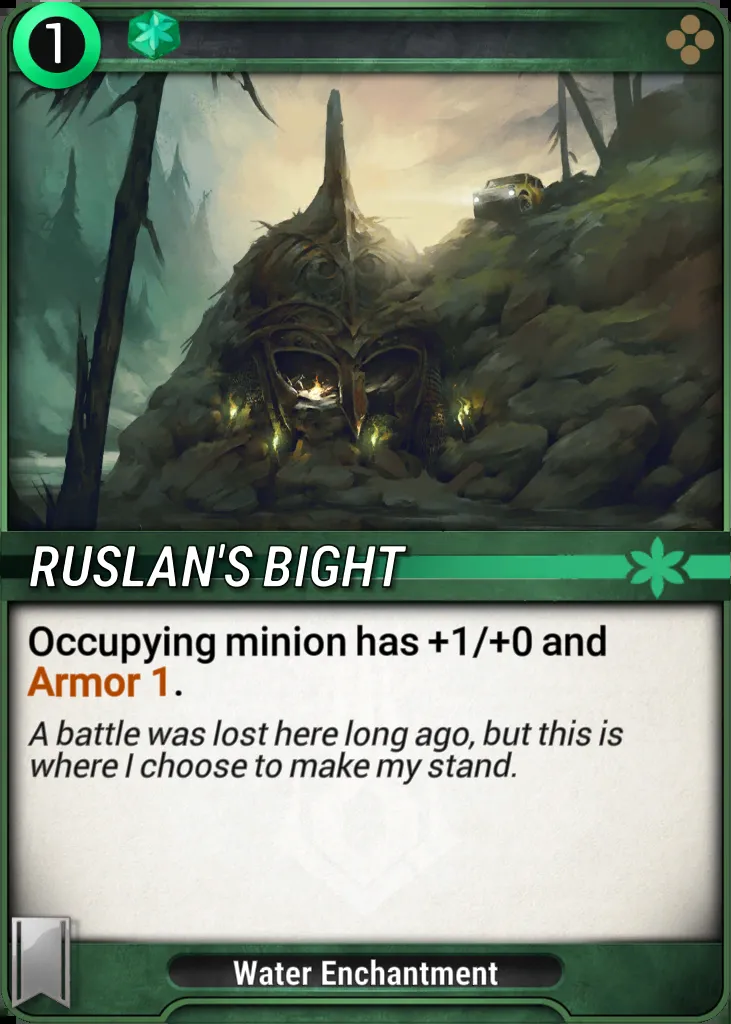 1
RUSLAN'S BIGHT
Occupying minion has +1/+0 and
Armor 1.
A battle was lost here long ago, but this is
where I choose to make my stand.
Water Enchantment